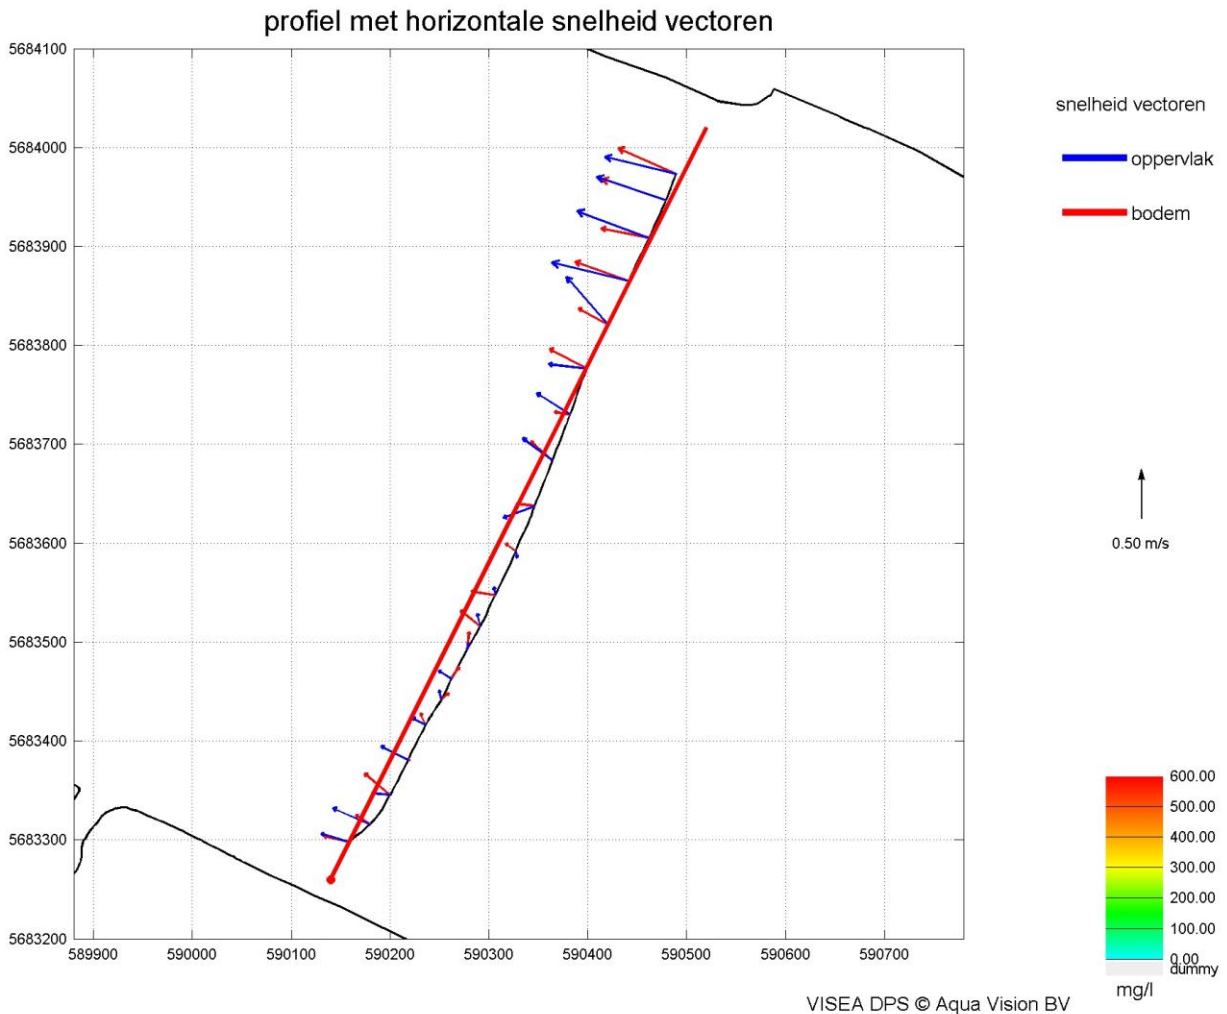 profiel met horizontale snelheid vectoren
5684100
5684000
5683900
5683800
5683700
5683600
5683500
5683400
5683300
5683200
589900 590000 590100 590200 590300 590400 590500 590600 590700
snelheid vectoren
oppervlak
bodem
0.50 m/s
600.00
500.00
400.00
300.00
200.00
100.00
0.00
dummy
mg/l
VISEA DPS © Aqua Vision BV